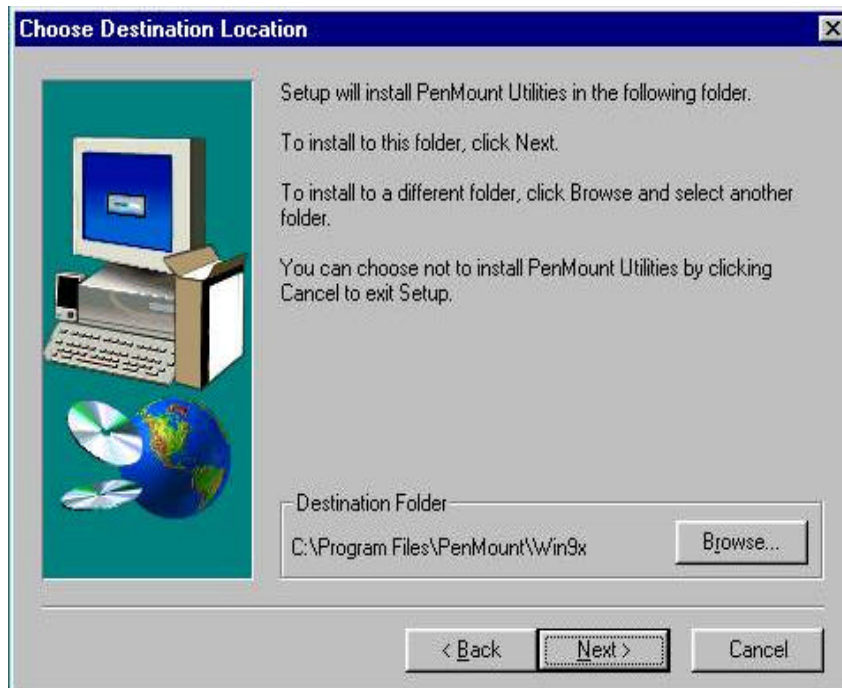 Choose Destination Location
Setup will install PenMount Utilities in the following folder.
To install to this folder, click Next.
To install to a different folder, click Browse and select another
folder.
You can choose not to install PenMount Utilities by clicking
Cancel to exit Setup.
Destination Folder
C:\Program Files\PenMount\Win9x
Browse...
< Back
Next >
Cancel